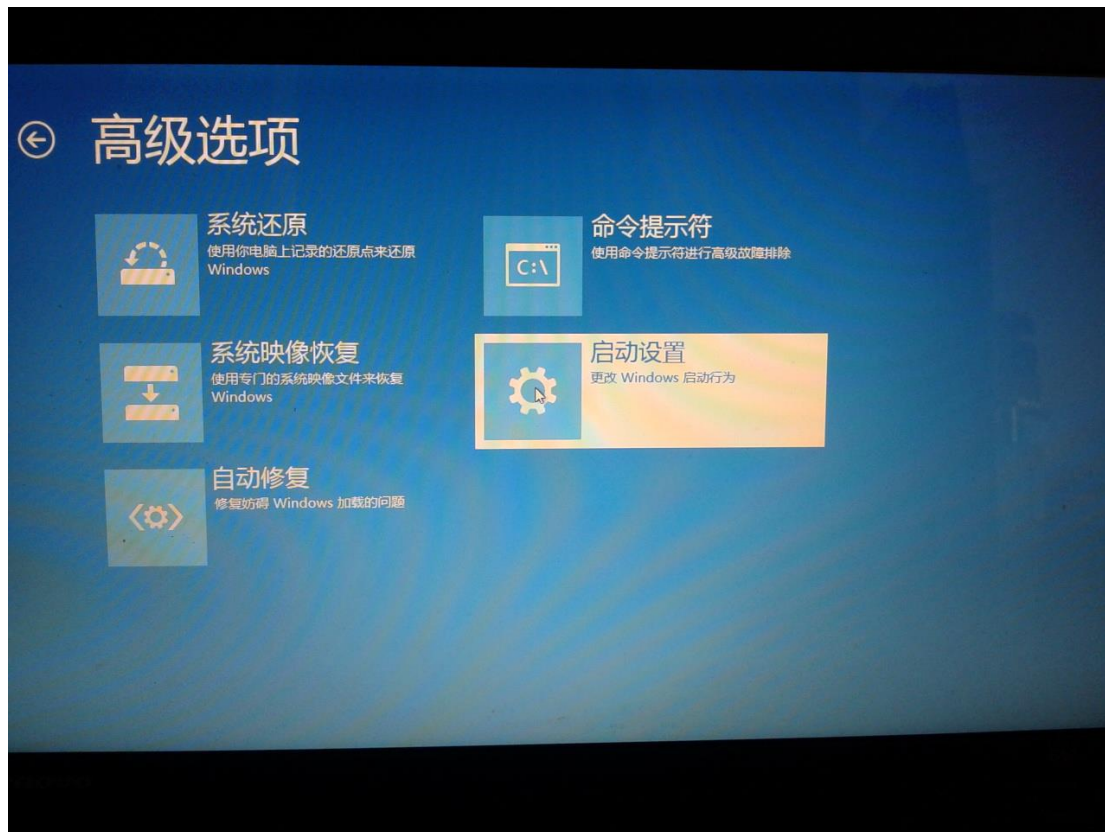 高级选项
系统还原
使用你电脑上记录的还原点来还原
Windows
命令提示符
使用命令提示符进行高级故障排除
C:\
系统映像恢复
使用专门的系统映像文件来恢复
Windows
启动设置
更改 Windows 启动行为
自动修复
修复妨碍 Windows 加载的问题